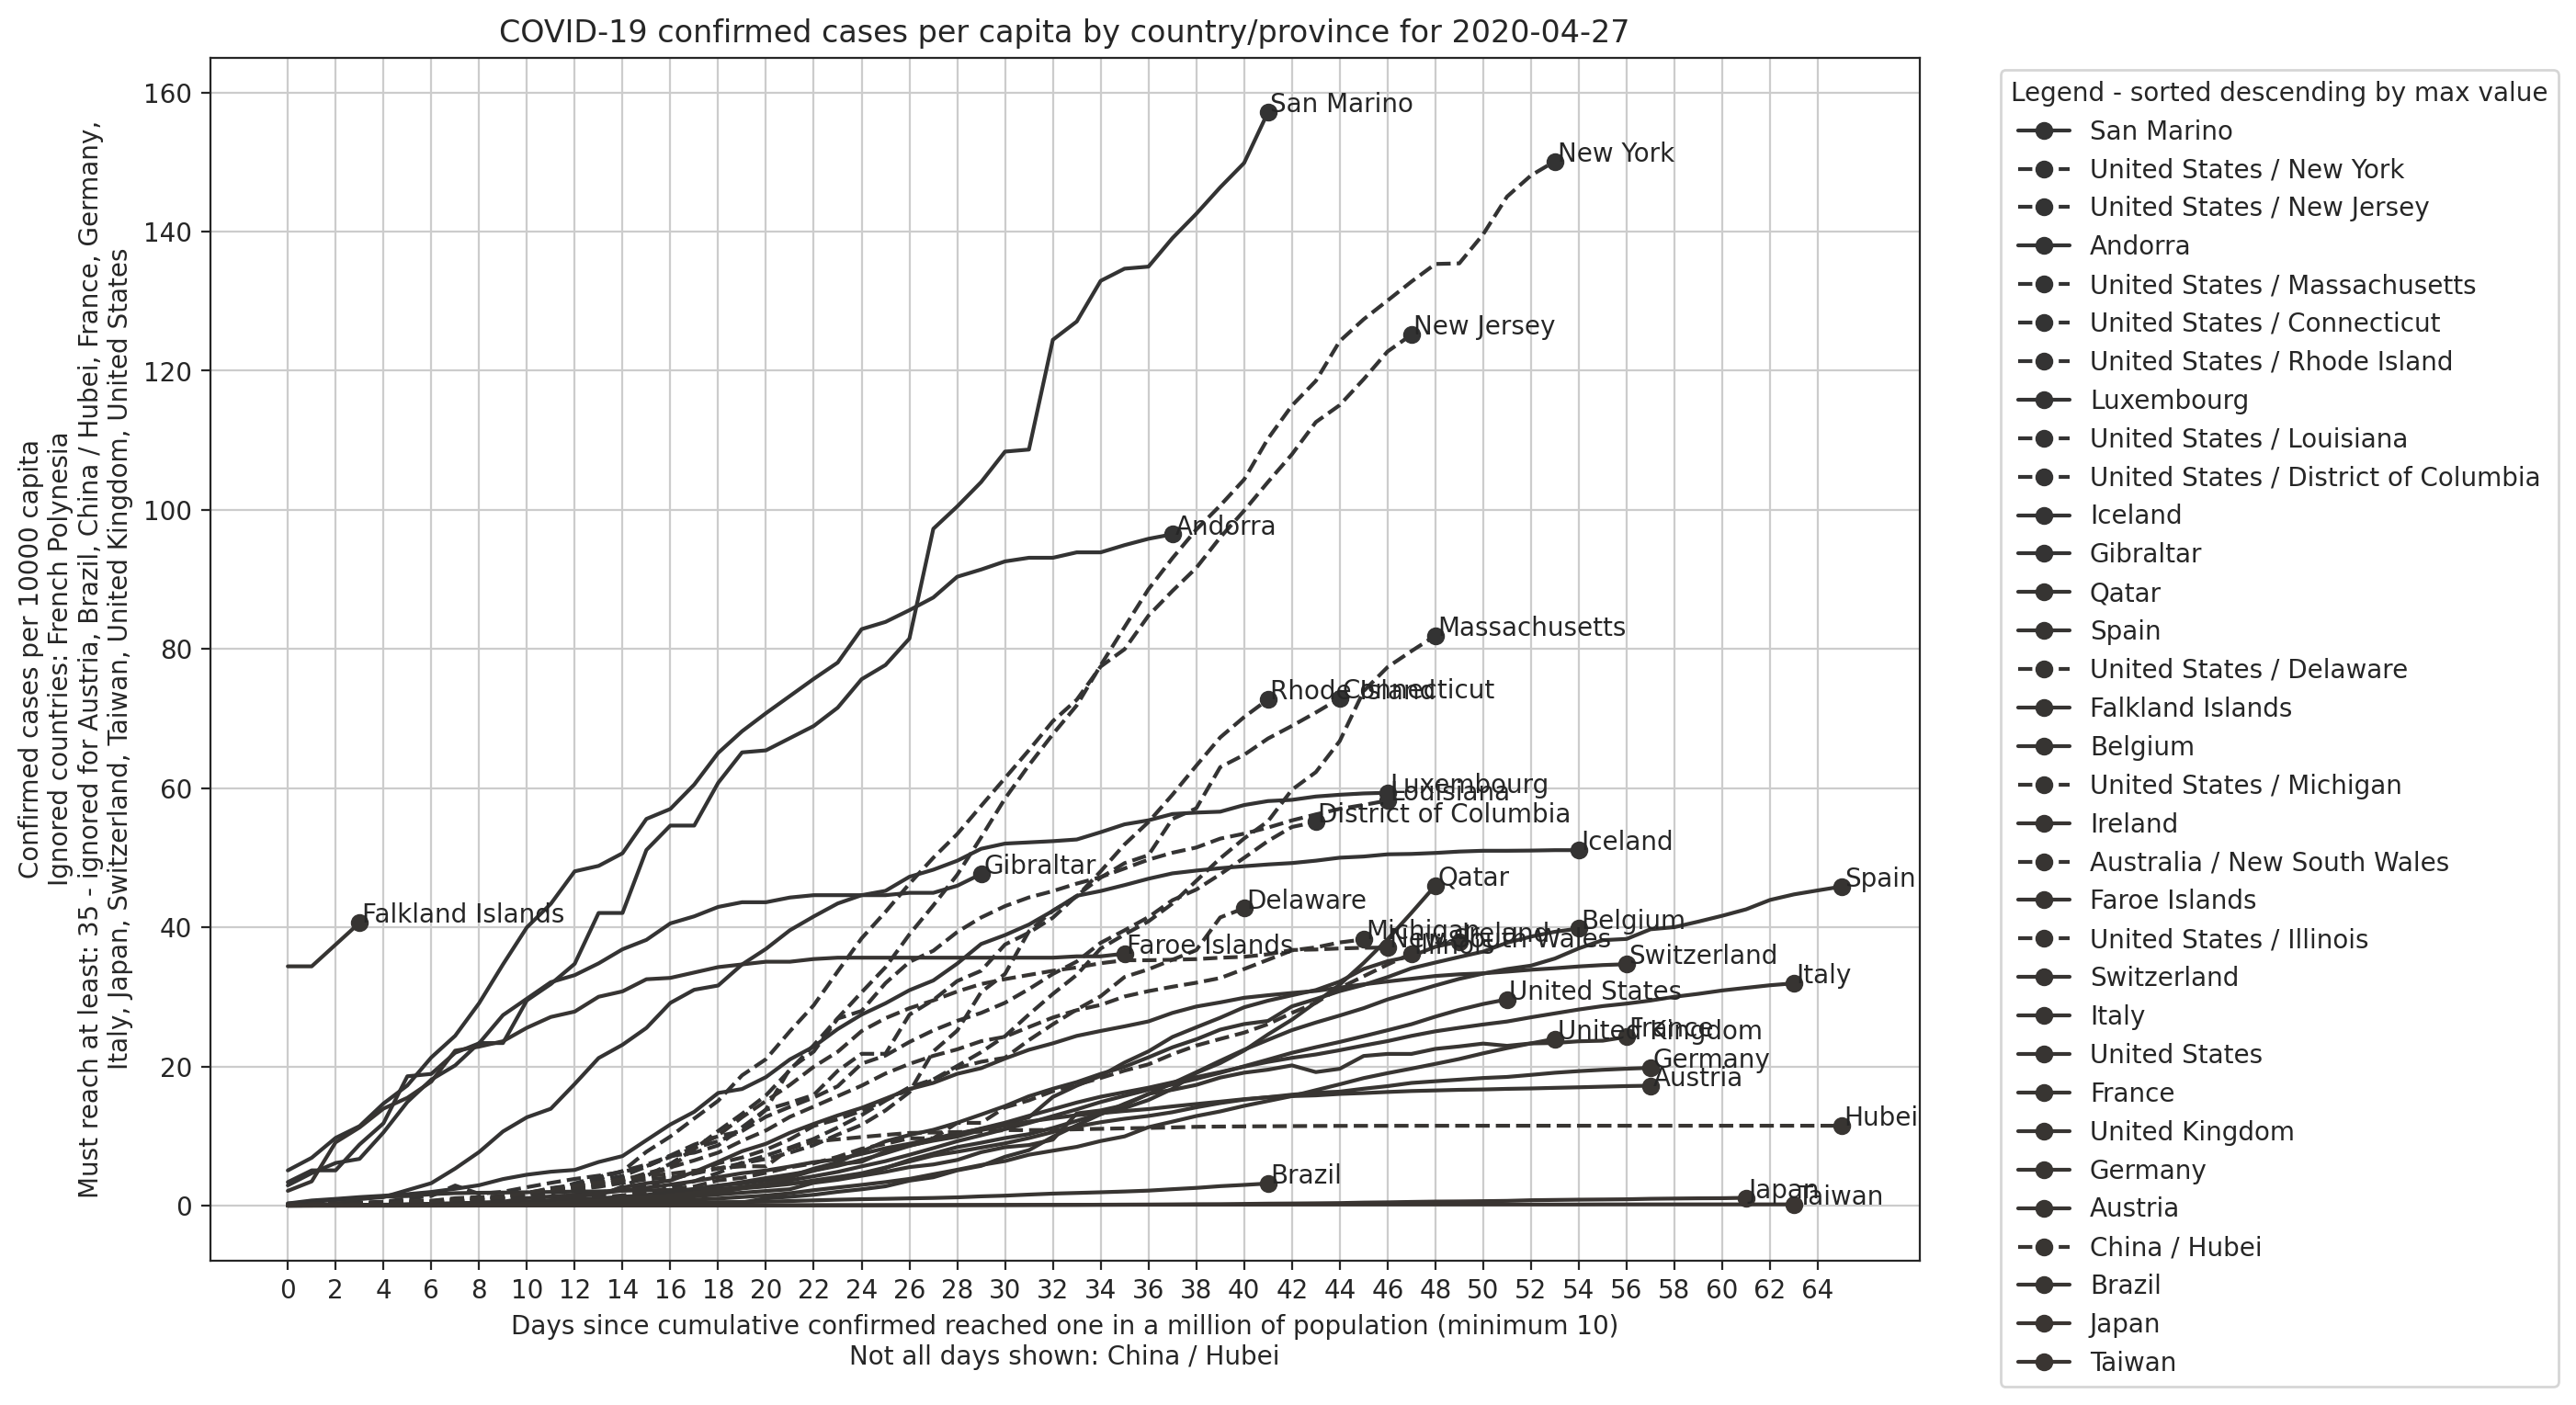 COVID-19 confirmed cases per capita by country/province for 2020-04-27
Confirmed cases per 10000 capita
Ignored countries: French Polynesia
Must reach at least: 35 - ignored for Austria, Brazil, China / Hubei, France, Germany,
Italy, Japan, Switzerland, Taiwan, United Kingdom, United States
160
140
120
100
80
60
40
20
0
San Marino
New York
New Jersey
Andorra
Massachusetts
Rhode Island
Connecticut
Luxembourg
Louisiana
District of Columbia
Iceland
Gibraltar
Qatar
Spain
Delaware
Falkland Islands
Belgium
Michigan
Ireland
New South Wales
Faroe Islands
Illinois
Switzerland
Italy
United States
France
United Kingdom
Germany
Austria
Hubei
Brazil
Japan
Taiwan
0 2 4 6 8 10 12 14 16 18 20 22 24 26 28 30 32 34 36 38 40 42 44 46 48 50 52 54 56 58 60 62 64
Days since cumulative confirmed reached one in a million of population (minimum 10)
Not all days shown: China / Hubei
Legend - sorted descending by max value
San Marino
United States / New York
United States / New Jersey
Andorra
United States / Massachusetts
United States / Connecticut
United States / Rhode Island
Luxembourg
United States / Louisiana
United States / District of Columbia
Iceland
Gibraltar
Qatar
Spain
United States / Delaware
Falkland Islands
Belgium
United States / Michigan
Ireland
Australia / New South Wales
Faroe Islands
United States / Illinois
Switzerland
Italy
United States
France
United Kingdom
Germany
Austria
China / Hubei
Brazil
Japan
Taiwan